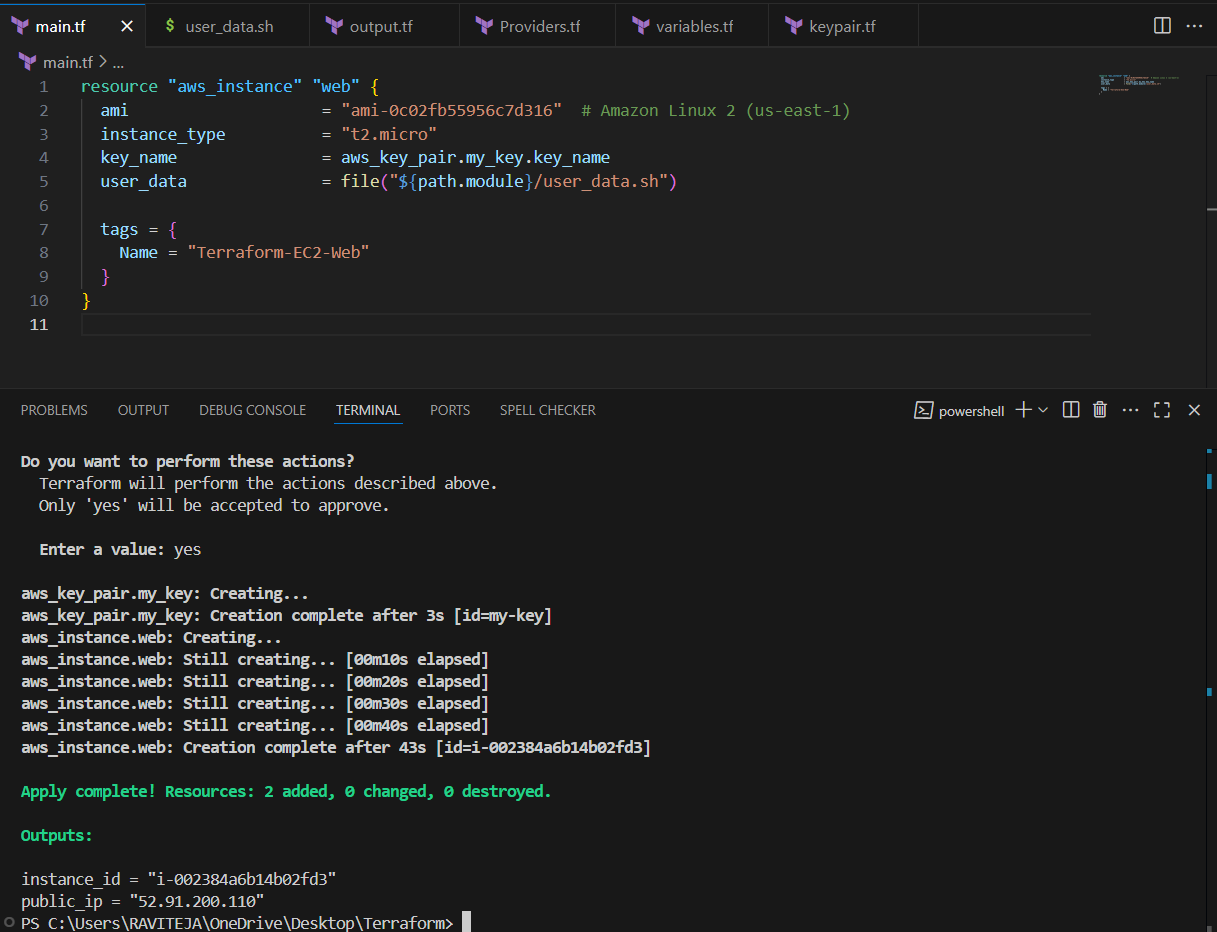 main.tf
$ user_data.sh
output.tf
Providers.tf
variables.tf
keypair.tf
main.tf > ...
1 resource "aws_instance" "web" {
2 ami = "ami-0c02fb55956c7d316" # Amazon Linux 2 (us-east-1)
3 instance_type = "t2.micro"
4 key_name = aws_key_pair.my_key.key_name
5 user_data = file("${path.module}/user_data.sh")
6
7 tags = {
8 Name = "Terraform-EC2-Web"
9 }
10 }
11
PROBLEMS OUTPUT DEBUG CONSOLE TERMINAL PORTS SPELL CHECKER powershell
Do you want to perform these actions?
Terraform will perform the actions described above.
Only 'yes' will be accepted to approve.
Enter a value: yes
aws_key_pair.my_key: Creating...
aws_key_pair.my_key: Creation complete after 3s [id=my-key]
aws_instance.web: Creating...
aws_instance.web: Still creating... [00m10s elapsed]
aws_instance.web: Still creating... [00m20s elapsed]
aws_instance.web: Still creating... [00m30s elapsed]
aws_instance.web: Still creating... [00m40s elapsed]
aws_instance.web: Creation complete after 43s [id=i-002384a6b14b02fd3]
Apply complete! Resources: 2 added, 0 changed, 0 destroyed.
Outputs:
instance_id = "i-002384a6b14b02fd3"
public_ip = "52.91.200.110"
PS C:\Users\RAVITEJA\OneDrive\Desktop\Terraform>